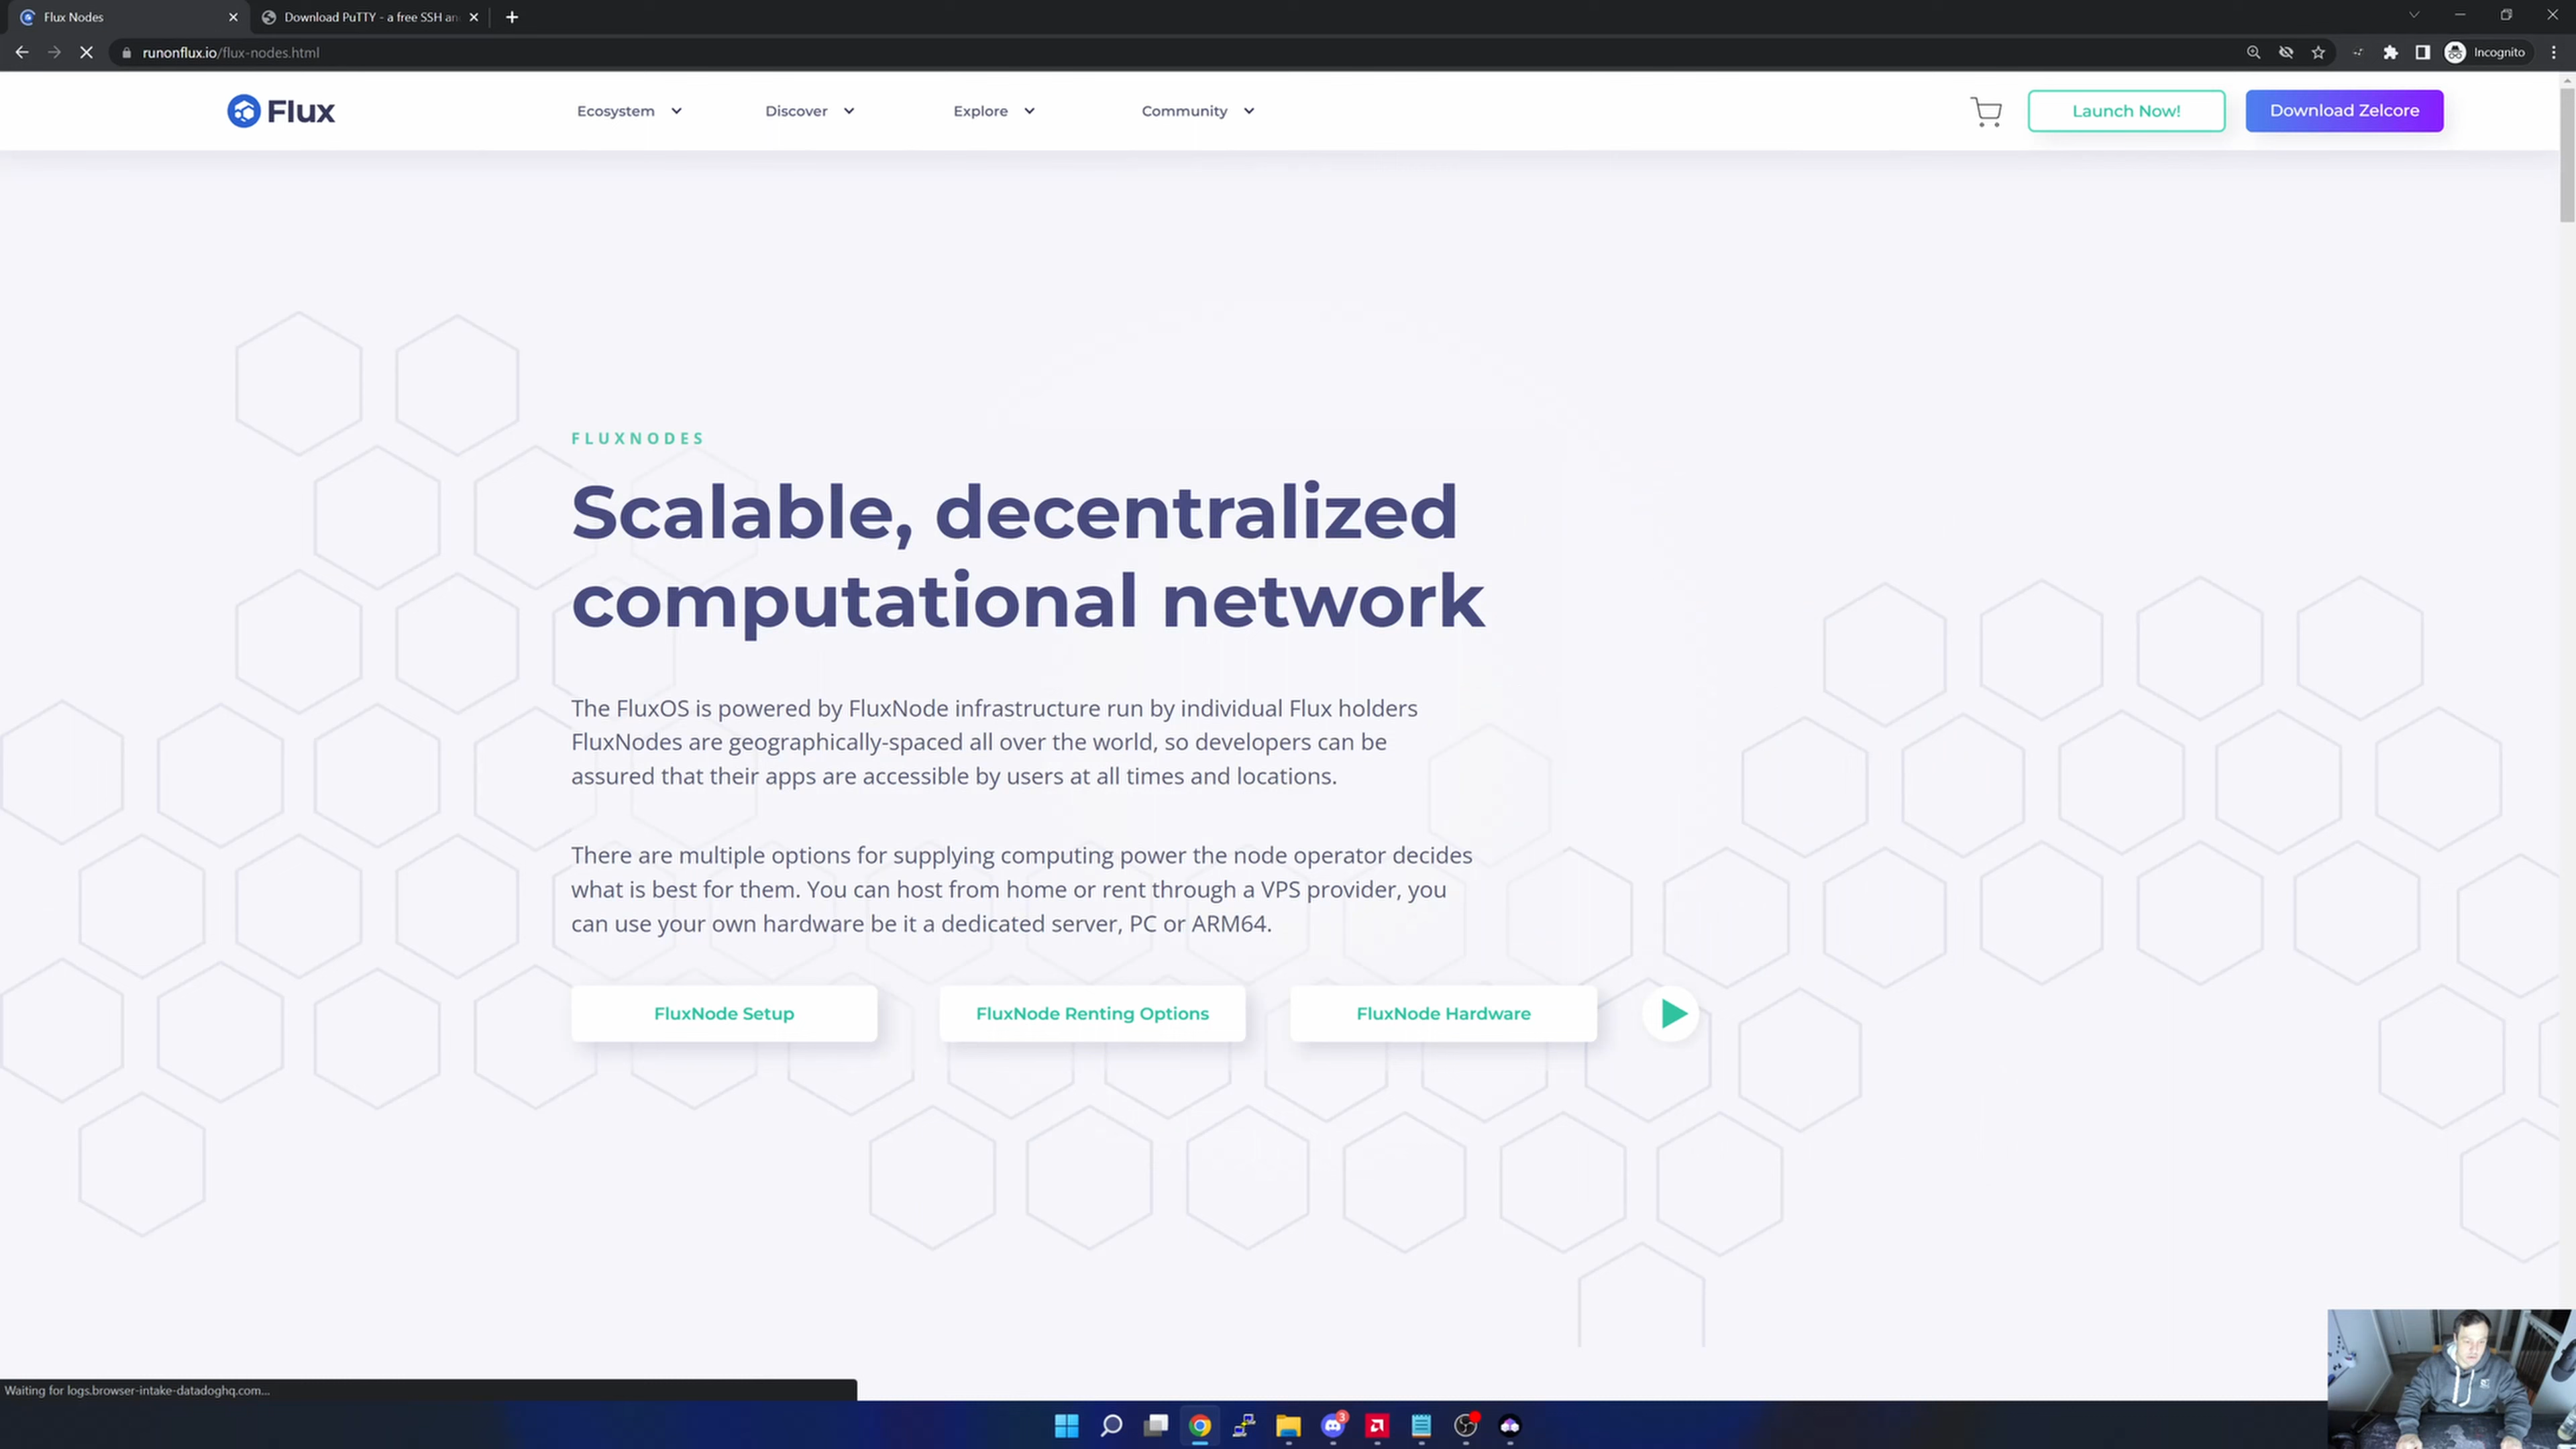 Flux Nodes
Download PuTTY - a free SSH an
runonflux.io/flux-nodes.html
Incognito
Flux
Ecosystem
Discover
Explore
Community
Launch Now!
Download Zelcore
FLUXNODES
Scalable, decentralized
computational network
The FluxOS is powered by FluxNode infrastructure run by individual Flux holders
FluxNodes are geographically-spaced all over the world, so developers can be
assured that their apps are accessible by users at all times and locations.
There are multiple options for supplying computing power the node operator decides
what is best for them. You can host from home or rent through a VPS provider, you
can use your own hardware be it a dedicated server, PC or ARM64.
FluxNode Setup
FluxNode Renting Options
FluxNode Hardware
Waiting for logs.browser-intake-datadoghq.com...
3